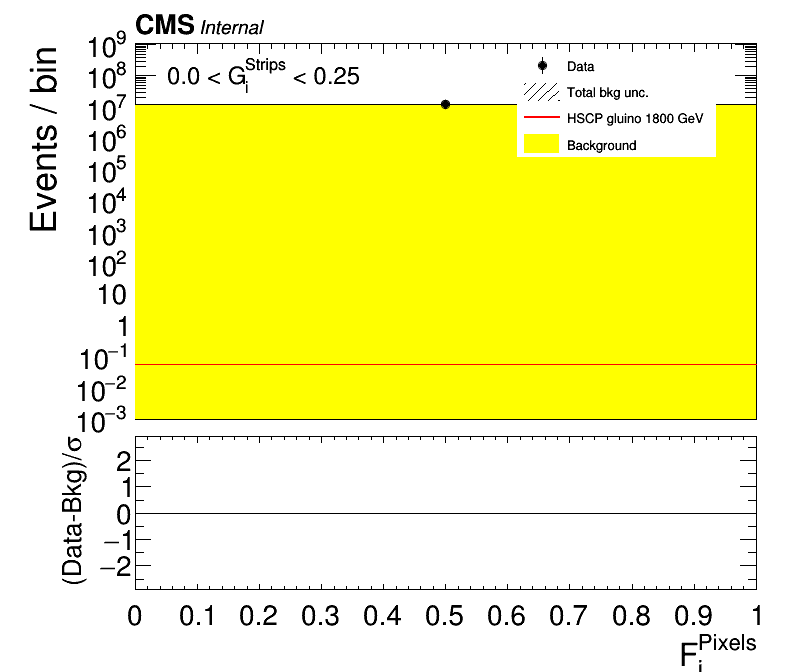 CMS Internal
Events / bin
10⁹
10⁸
10⁷
10⁶
10⁵
10⁴
10³
10²
10
1
10⁻¹
10⁻²
10⁻³
0.0 < Gᵢ^Strips < 0.25
Data
Total bkg unc.
HSCP gluino 1800 GeV
Background
(Data-Bkg)/σ
2
1
0
−1
−2
0 0.1 0.2 0.3 0.4 0.5 0.6 0.7 0.8 0.9 1
Fᵢ^Pixels